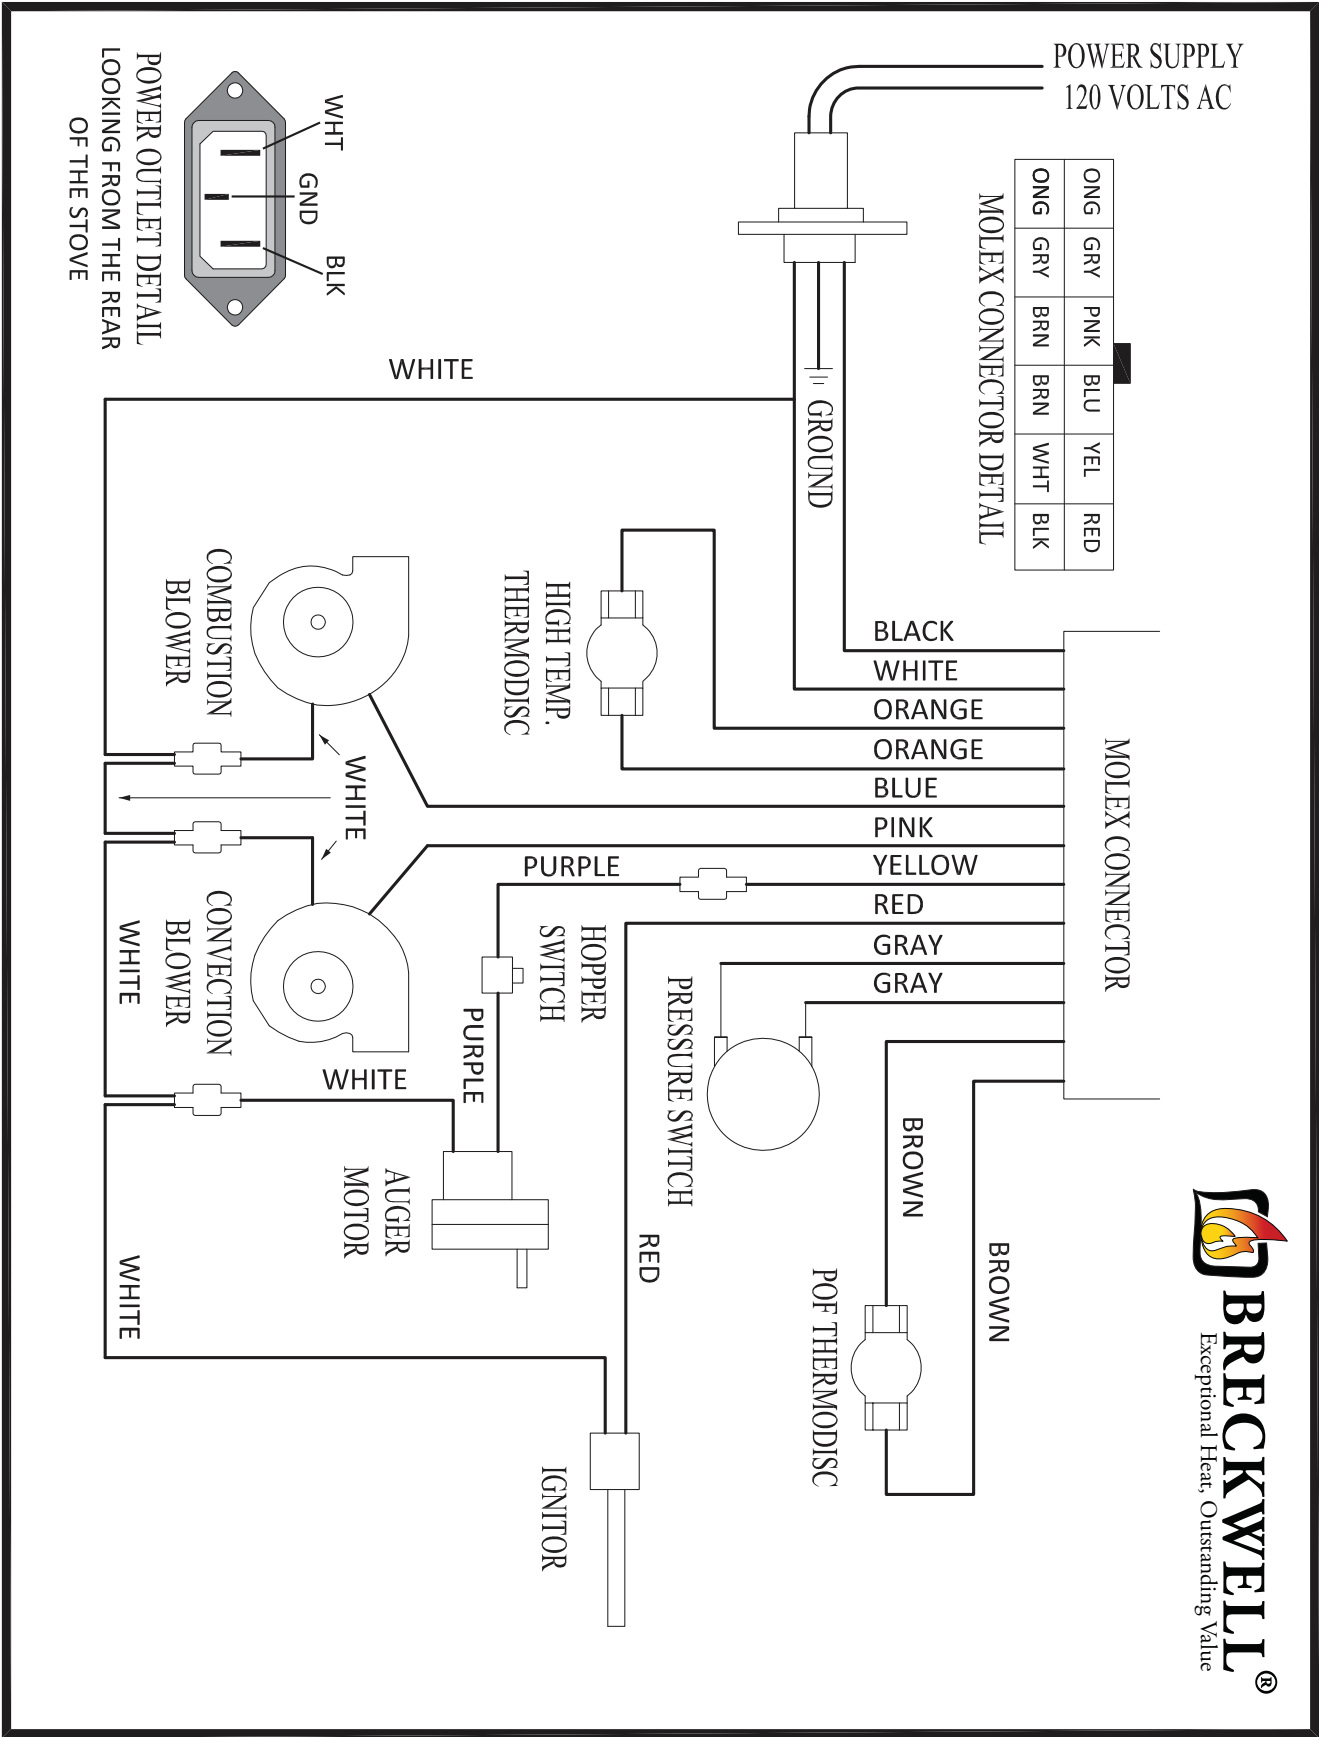 POWER SUPPLY
120 VOLTS AC
POWER OUTLET DETAIL
LOOKING FROM THE REAR
OF THE STOVE
WHT
GND
BLK
ONG GRY PNK BLU YEL RED
ONG GRY BRN BRN WHT BLK
MOLEX CONNECTOR DETAIL
WHITE
GROUND
HIGH TEMP.
THERMODISC
COMBUSTION
BLOWER
BLACK
WHITE
ORANGE
ORANGE
BLUE
PINK
YELLOW
RED
GRAY
GRAY
MOLEX CONNECTOR
WHITE
PURPLE
HOPPER
SWITCH
PURPLE
CONVECTION
BLOWER
WHITE
WHITE
PRESSURE SWITCH
AUGER
MOTOR
BROWN
BROWN
RED
WHITE
POF THERMODISC
IGNITOR
BRECKWELL®
Exceptional Heat, Outstanding Value